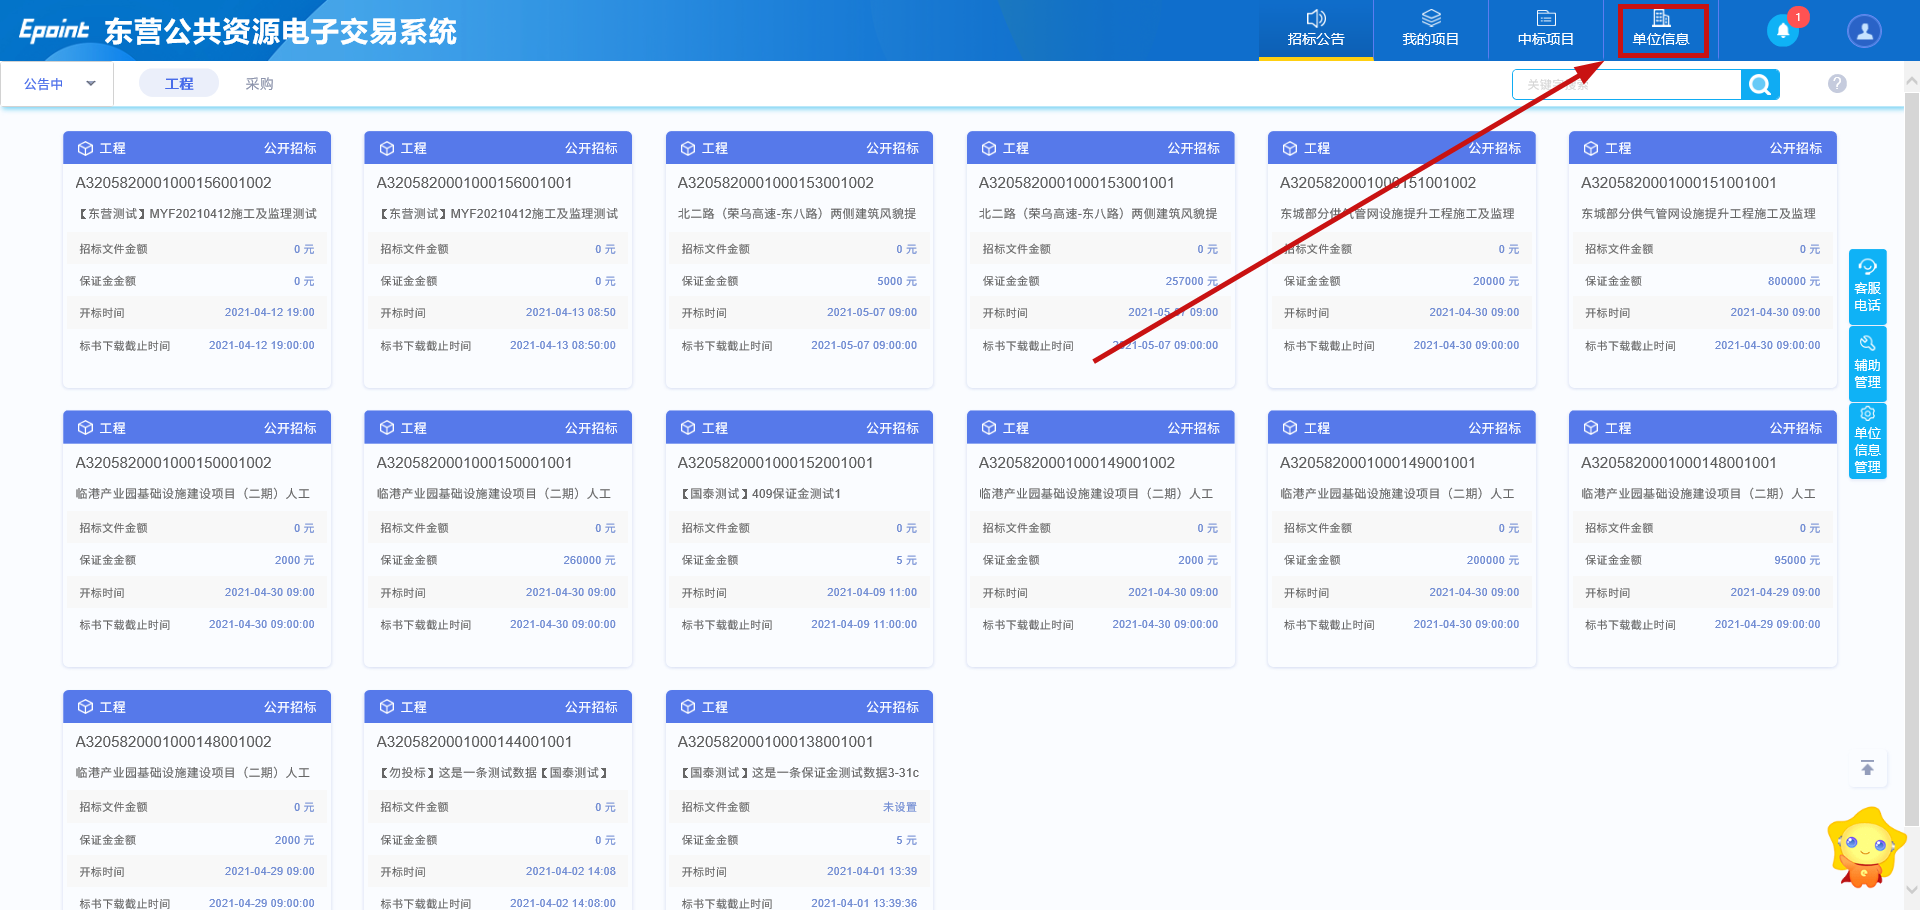 Epoint 东营公共资源电子交易系统
招标公告
我的项目
中标项目
单位信息
1
公告中
工程
采购
?
工程 公开招标
A3205820001000156001002
【东营测试】MYF20210412施工及监理测试
招标文件金额 0 元
保证金金额 0 元
开标时间 2021-04-12 19:00
标书下载截止时间 2021-04-12 19:00:00
工程 公开招标
A3205820001000156001001
【东营测试】MYF20210412施工及监理测试
招标文件金额 0 元
保证金金额 0 元
开标时间 2021-04-13 08:50
标书下载截止时间 2021-04-13 08:50:00
工程 公开招标
A3205820001000153001002
北二路（荣乌高速-东八路）两侧建筑风貌提
招标文件金额 0 元
保证金金额 5000 元
开标时间 2021-05-07 09:00
标书下载截止时间 2021-05-07 09:00:00
工程 公开招标
A3205820001000153001001
北二路（荣乌高速-东八路）两侧建筑风貌提
招标文件金额 0 元
保证金金额 257000 元
开标时间 2021-05-07 09:00
标书下载截止时间 2021-05-07 09:00:00
工程 公开招标
A3205820001000151001002
东城部分供气管网设施提升工程施工及监理
招标文件金额 0 元
保证金金额 20000 元
开标时间 2021-04-30 09:00
标书下载截止时间 2021-04-30 09:00:00
工程 公开招标
A3205820001000151001001
东城部分供气管网设施提升工程施工及监理
招标文件金额 0 元
保证金金额 800000 元
开标时间 2021-04-30 09:00
标书下载截止时间 2021-04-30 09:00:00
工程 公开招标
A3205820001000150001002
临港产业园基础设施建设项目（二期）人工
招标文件金额 0 元
保证金金额 2000 元
开标时间 2021-04-30 09:00
标书下载截止时间 2021-04-30 09:00:00
工程 公开招标
A3205820001000150001001
临港产业园基础设施建设项目（二期）人工
招标文件金额 0 元
保证金金额 260000 元
开标时间 2021-04-30 09:00
标书下载截止时间 2021-04-30 09:00:00
工程 公开招标
A3205820001000152001001
【国泰测试】409保证金测试1
招标文件金额 0 元
保证金金额 5 元
开标时间 2021-04-09 11:00
标书下载截止时间 2021-04-09 11:00:00
工程 公开招标
A3205820001000149001002
临港产业园基础设施建设项目（二期）人工
招标文件金额 0 元
保证金金额 2000 元
开标时间 2021-04-30 09:00
标书下载截止时间 2021-04-30 09:00:00
工程 公开招标
A3205820001000149001001
临港产业园基础设施建设项目（二期）人工
招标文件金额 0 元
保证金金额 200000 元
开标时间 2021-04-30 09:00
标书下载截止时间 2021-04-30 09:00:00
工程 公开招标
A3205820001000148001001
临港产业园基础设施建设项目（二期）人工
招标文件金额 0 元
保证金金额 95000 元
开标时间 2021-04-29 09:00
标书下载截止时间 2021-04-29 09:00:00
工程 公开招标
A3205820001000148001002
临港产业园基础设施建设项目（二期）人工
招标文件金额 0 元
保证金金额 2000 元
开标时间 2021-04-29 09:00
标书下载截止时间 2021-04-29 09:00:00
工程 公开招标
A3205820001000144001001
【勿投标】这是一条测试数据【国泰测试】
招标文件金额 0 元
保证金金额 0 元
开标时间 2021-04-02 14:08
标书下载截止时间 2021-04-02 14:08:00
工程 公开招标
A3205820001000138001001
【国泰测试】这是一条保证金测试数据3-31c
招标文件金额 未设置
保证金金额 5 元
开标时间 2021-04-01 13:39
标书下载截止时间 2021-04-01 13:39:36
客服
电话
辅助
管理
单位
信息
管理